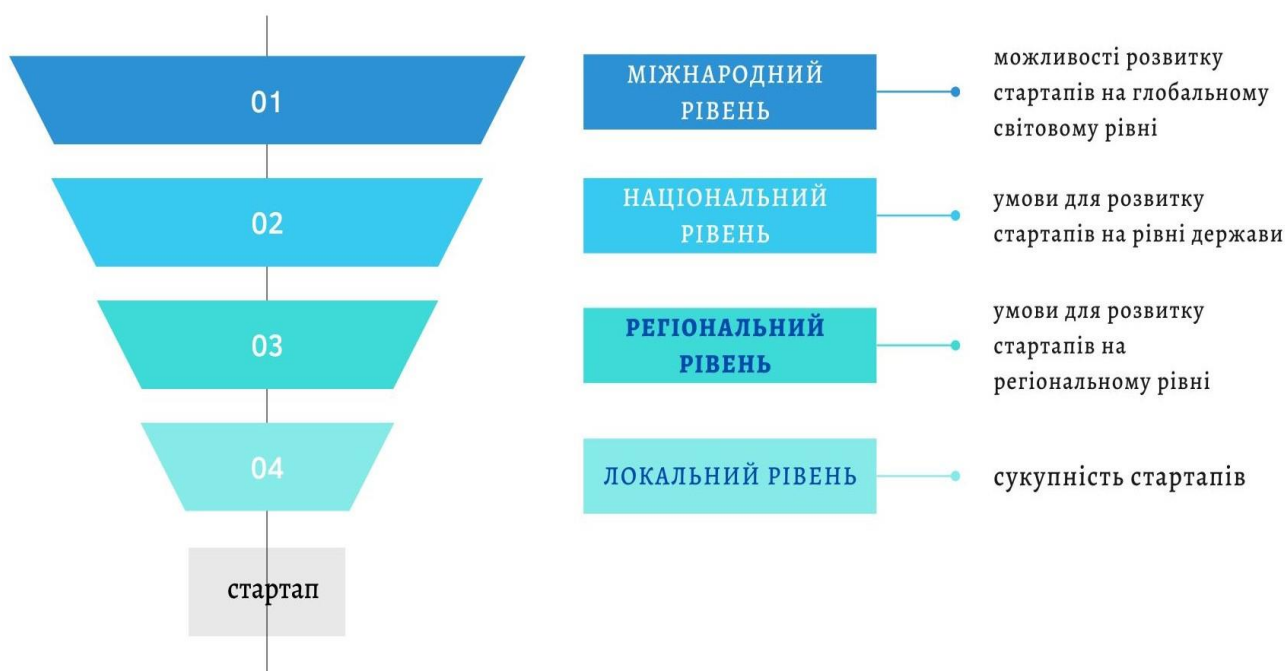 01
МІЖНАРОДНИЙ
РІВЕНЬ
можливості розвитку
стартапів на глобальному
світовому рівні
02
НАЦІОНАЛЬНИЙ
РІВЕНЬ
умови для розвитку
стартапів на рівні держави
03
РЕГІОНАЛЬНИЙ
РІВЕНЬ
умови для розвитку
стартапів на
регіональному рівні
04
ЛОКАЛЬНИЙ РІВЕНЬ
сукупність стартапів
стартап